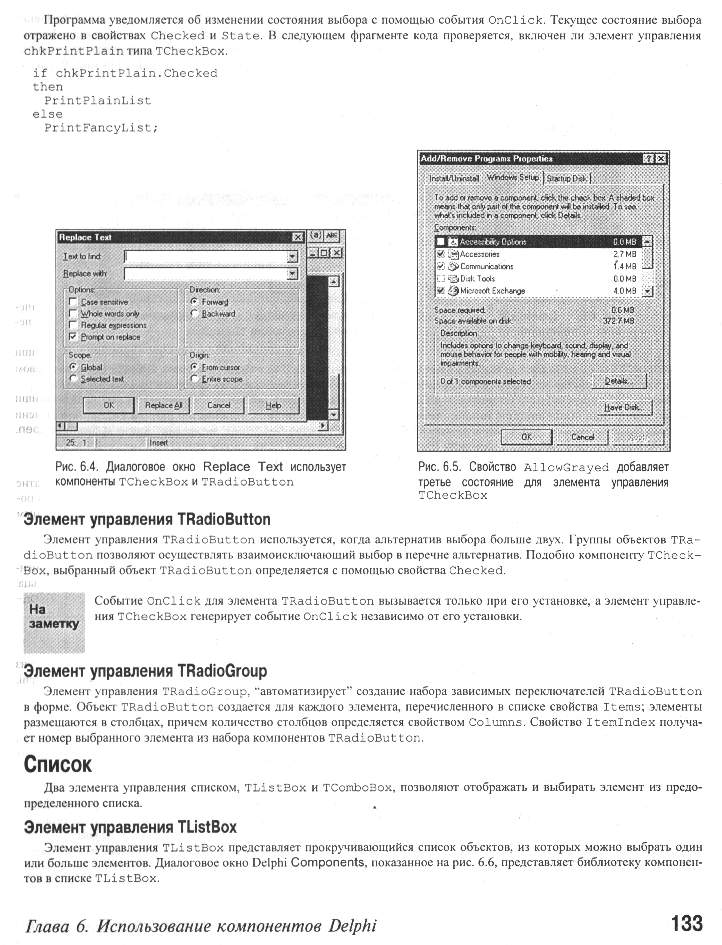 Программа уведомляется об изменении состояния выбора с помощью события OnClick. Текущее состояние выбора
отражено в свойствах Checked и State. В следующем фрагменте кода проверяется, включен ли элемент управления
chkPrintPlain типа TCheckBox.
if chkPrintPlain.Checked
then
PrintPlainList
else
PrintFancyList;
Replace Text
Text to find:
Replace with:
Options:
Case sensitive
Whole words only
Regular expressions
Prompt on replace
Direction:
Forward
Backward
Scope:
Global
Selected text
Origin:
From cursor
Entire scope
OK Replace All Cancel Help
25: 1 Insert
Рис. 6.4. Диалоговое окно Replace Text использует
компоненты TCheckBox и TRadioButton
Add/Remove Programs Properties
Install/Uninstall Windows Setup Startup Disk
To add or remove a component, click the check box. A shaded box
means that only part of the component will be installed. To see
what's included in a component, click Details.
Components:
Accessibility Options 0.0 MB
Accessories 2.7 MB
Communications 1.4 MB
Disk Tools 0.0 MB
Microsoft Exchange 4.0 MB
Space required: 0.6 MB
Space available on disk: 372.7 MB
Description
Includes options to change keyboard, sound, display, and
mouse behavior for people with mobility, hearing and visual
impairments.
0 of 1 components selected Details...
Have Disk...
OK Cancel
Рис. 6.5. Свойство AllowGrayed добавляет
третье состояние для элемента управления
TCheckBox
Элемент управления TRadioButton
Элемент управления TRadioButton используется, когда альтернатив выбора больше двух. Группы объектов TRa-
dioButton позволяют осуществлять взаимоисключающий выбор в перечне альтернатив. Подобно компоненту TCheck-
Box, выбранный объект TRadioButton определяется с помощью свойства Checked.
На
заметку
Событие OnClick для элемента TRadioButton вызывается только при его установке, а элемент управле-
ния TCheckBox генерирует событие OnClick независимо от его установки.
Элемент управления TRadioGroup
Элемент управления TRadioGroup, “автоматизирует” создание набора зависимых переключателей TRadioButton
в форме. Объект TRadioButton создается для каждого элемента, перечисленного в списке свойства Items; элементы
размещаются в столбцах, причем количество столбцов определяется свойством Columns. Свойство ItemIndex получа-
ет номер выбранного элемента из набора компонентов TRadioButton.
Список
Два элемента управления списком, TListBox и TComboBox, позволяют отображать и выбирать элемент из предо-
пределенного списка.
Элемент управления TListBox
Элемент управления TListBox представляет прокручивающийся список объектов, из которых можно выбрать один
или больше элементов. Диалоговое окно Delphi Components, показанное на рис. 6.6, представляет библиотеку компонен-
тов в списке TListBox.
Глава 6. Использование компонентов Delphi 133